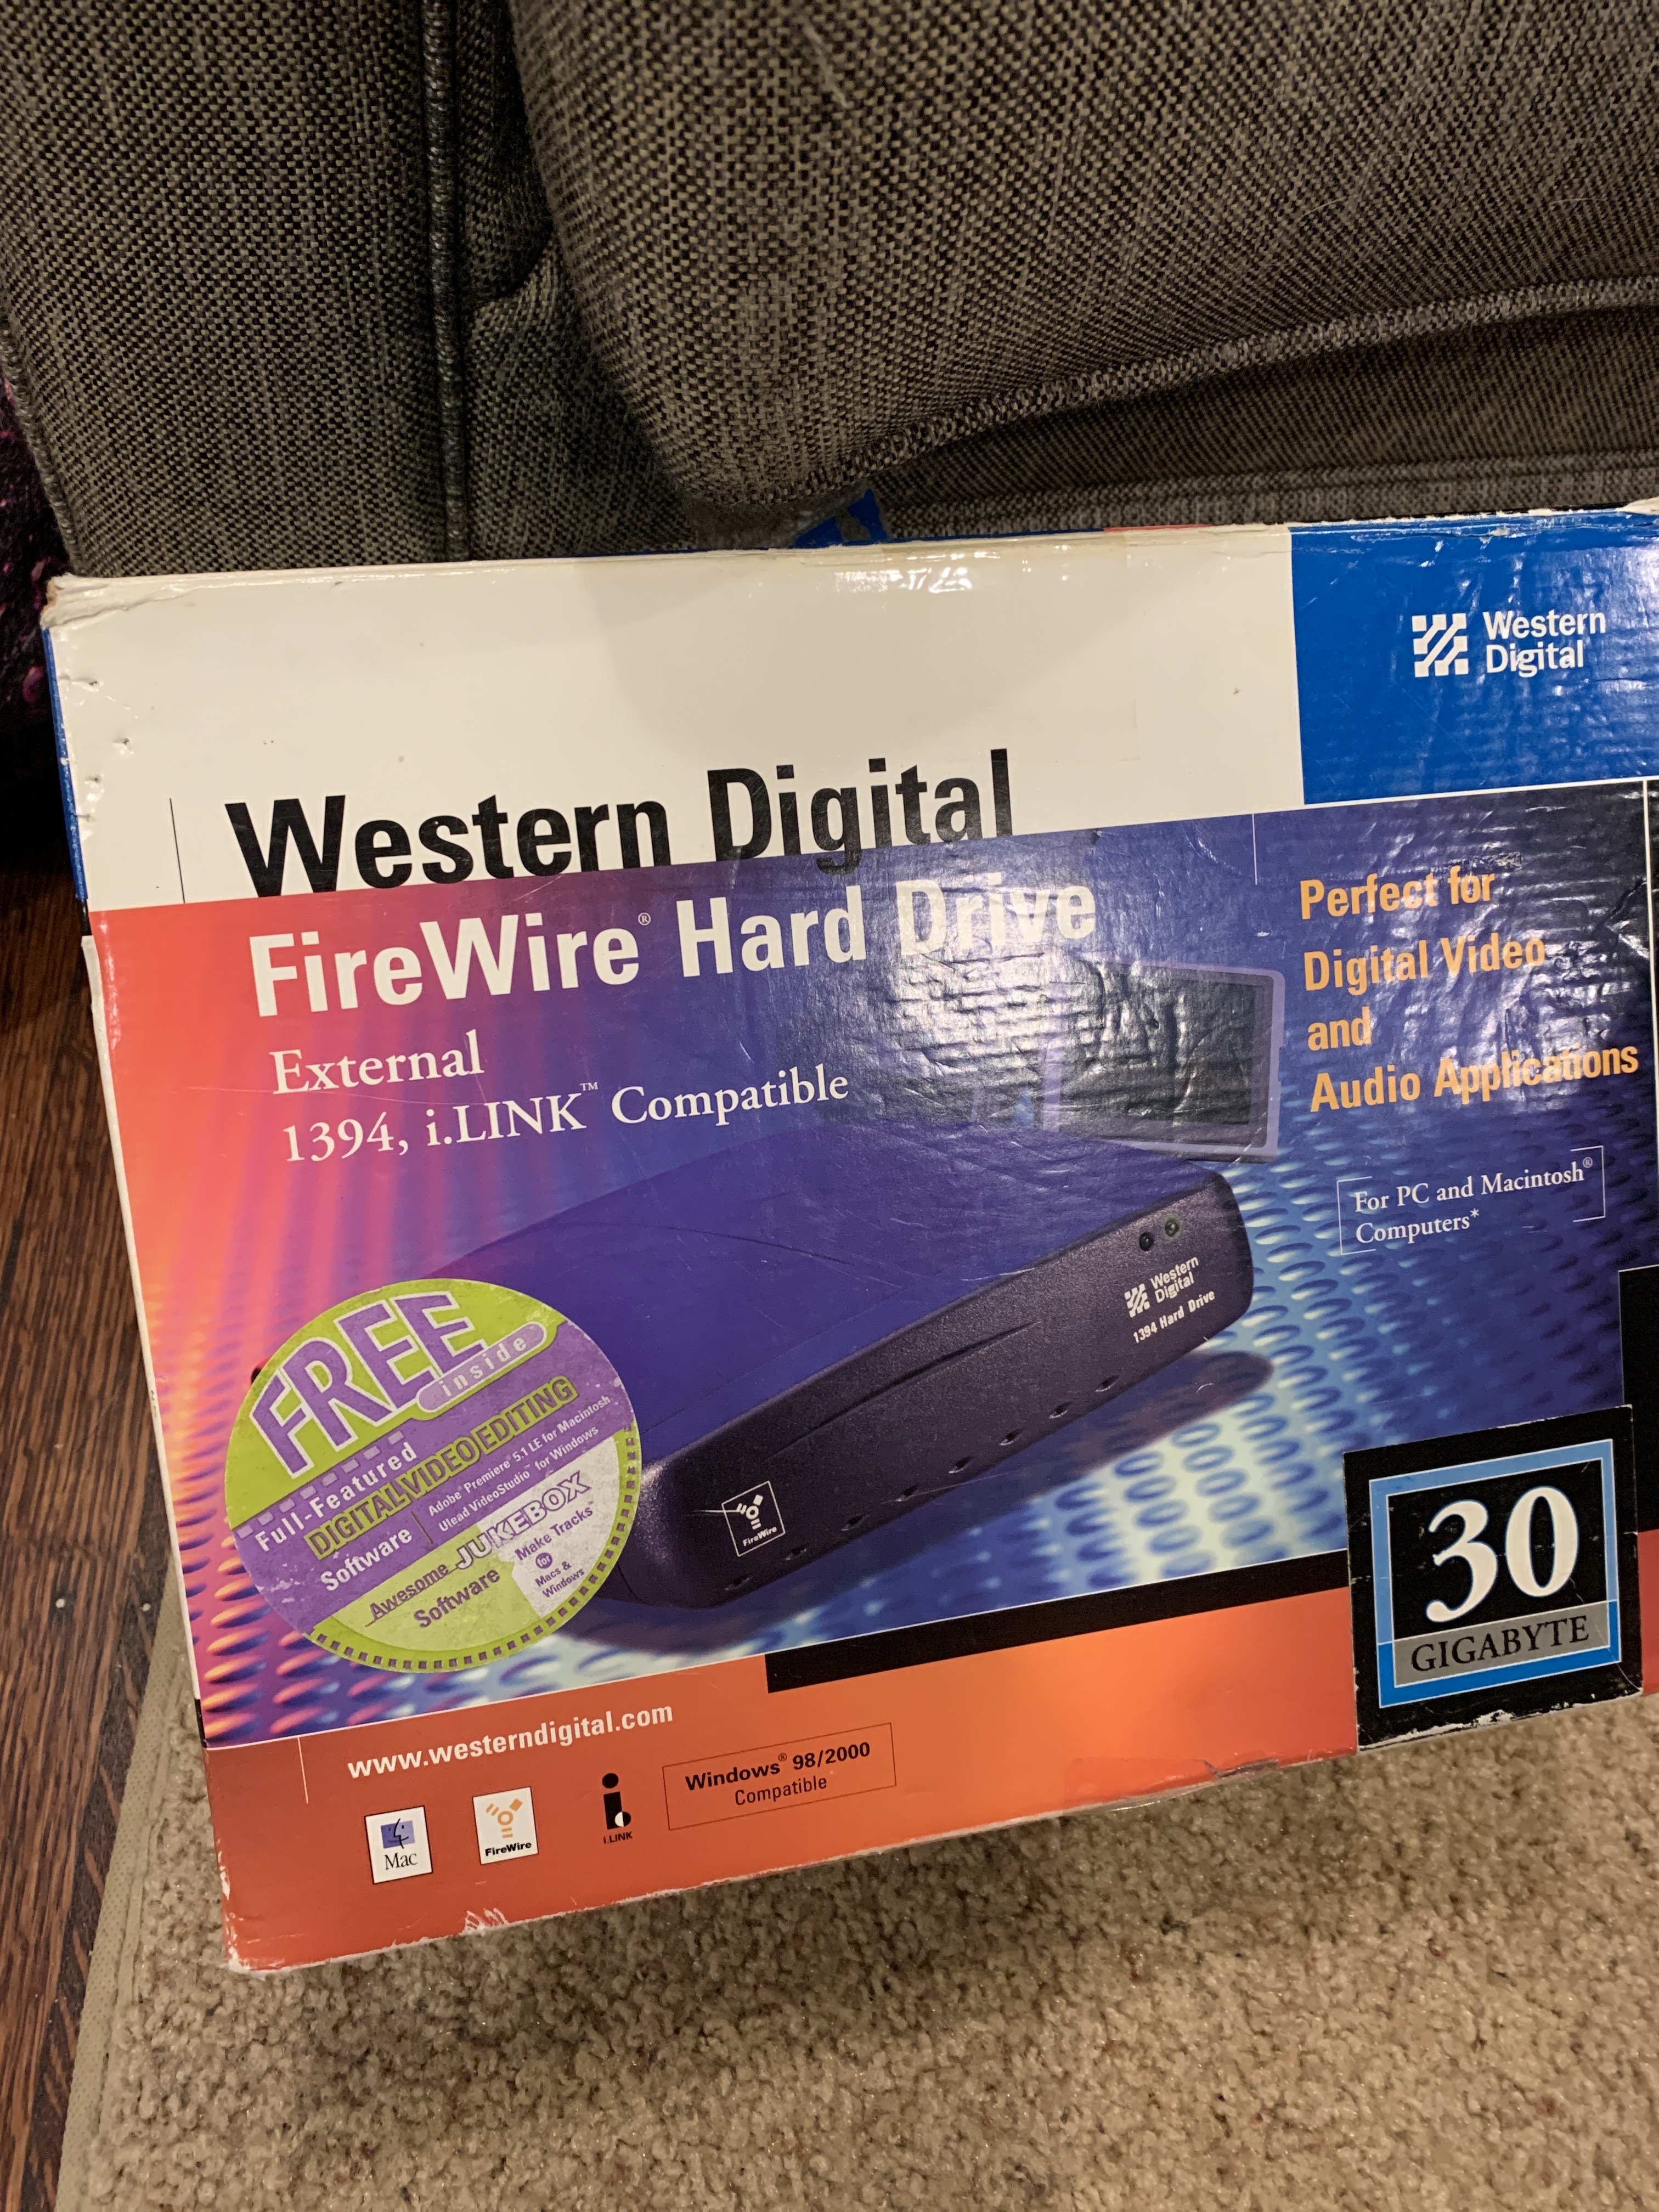 Western
Digital
Western Digital
FireWire® Hard Drive
External
1394, i.LINK™ Compatible
Perfect for
Digital Video
and
Audio Applications
For PC and Macintosh®
Computers*
Western
Digital
1394 Hard Drive
FireWire
FREE
inside
Full-Featured
DIGITAL VIDEO EDITING
Software
Adobe® Premiere® 5.1 LE for Macintosh
Ulead VideoStudio™ for Windows
Awesome JUKEBOX
Software
Make Tracks™
for
Macs &
Windows
30
GIGABYTE
www.westerndigital.com
Mac
FireWire
i.LINK
Windows® 98/2000
Compatible